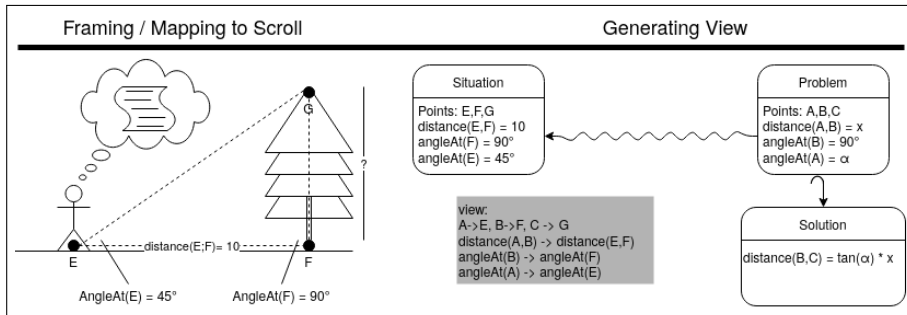 Framing / Mapping to Scroll
Generating View
G
?
distance(E;F)= 10
E
F
AngleAt(E) = 45°
AngleAt(F) = 90°
Situation
Points: E,F,G
distance(E,F) = 10
angleAt(F) = 90°
angleAt(E) = 45°
Problem
Points: A,B,C
distance(A,B) = x
angleAt(B) = 90°
angleAt(A) = α
view:
A->E, B->F, C -> G
distance(A,B) -> distance(E,F)
angleAt(B) -> angleAt(F)
angleAt(A) -> angleAt(E)
Solution
distance(B,C) = tan(α) * x